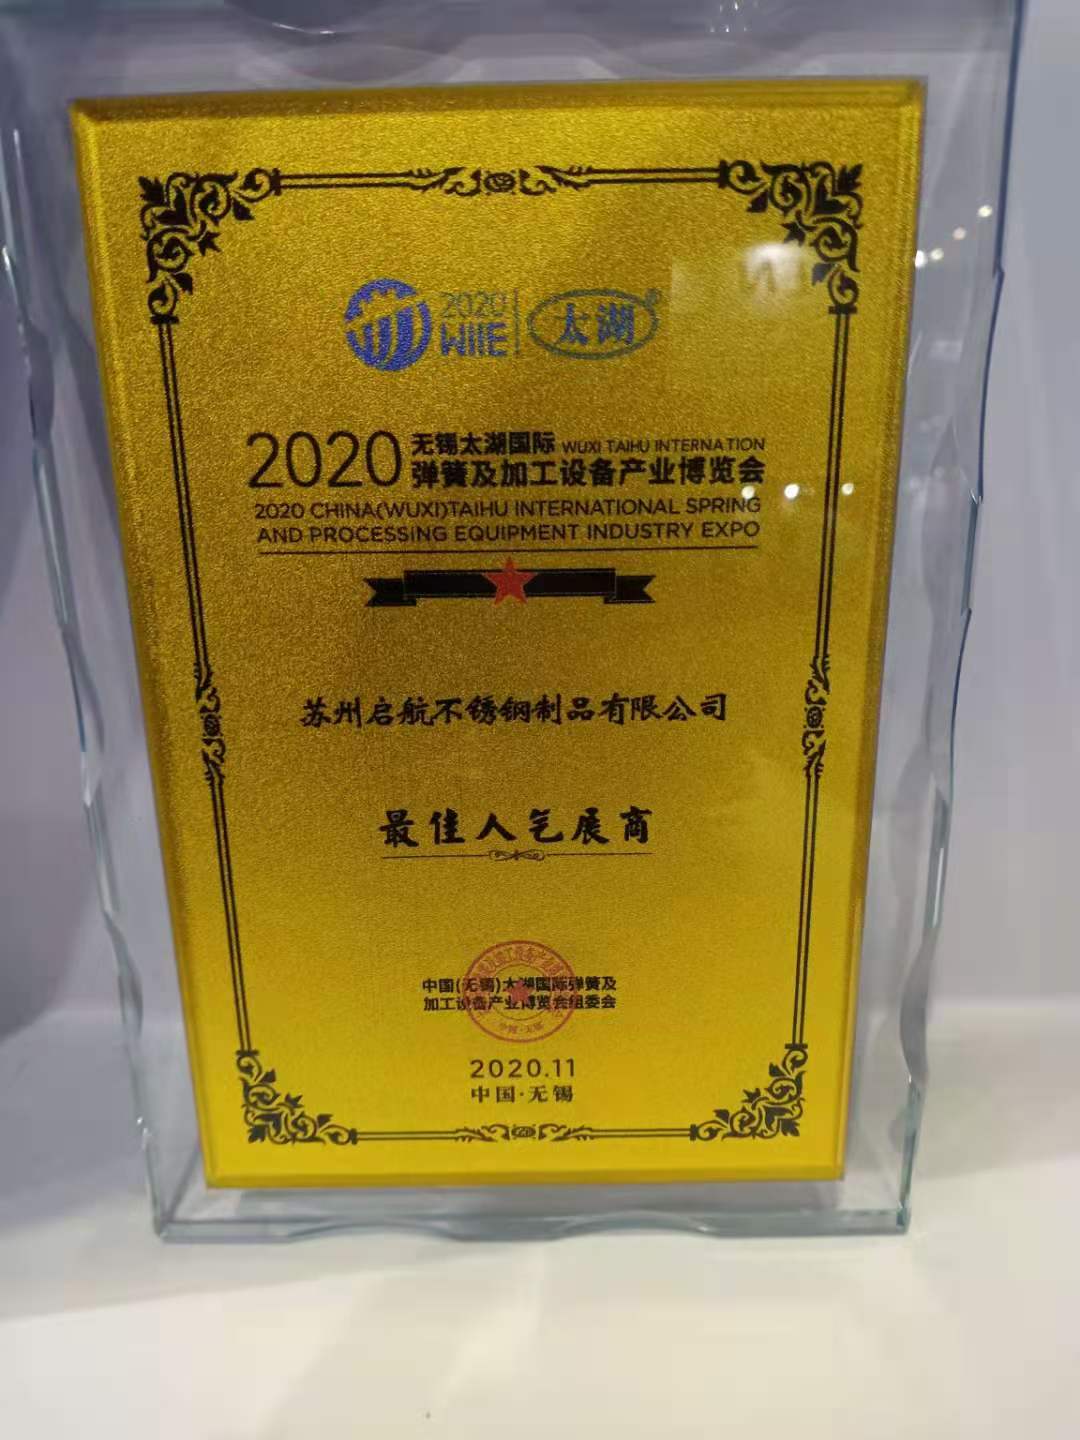 2020
WIIE
太湖®
2020 无锡太湖国际 WUXI TAIHU INTERNATION
弹簧及加工设备产业博览会
2020 CHINA(WUXI)TAIHU INTERNATIONAL SPRING
AND PROCESSING EQUIPMENT INDUSTRY EXPO
苏州启航不锈钢制品有限公司
最佳人气展商
中国(无锡)太湖国际弹簧及
加工设备产业博览会组委会
2020.11
中国·无锡